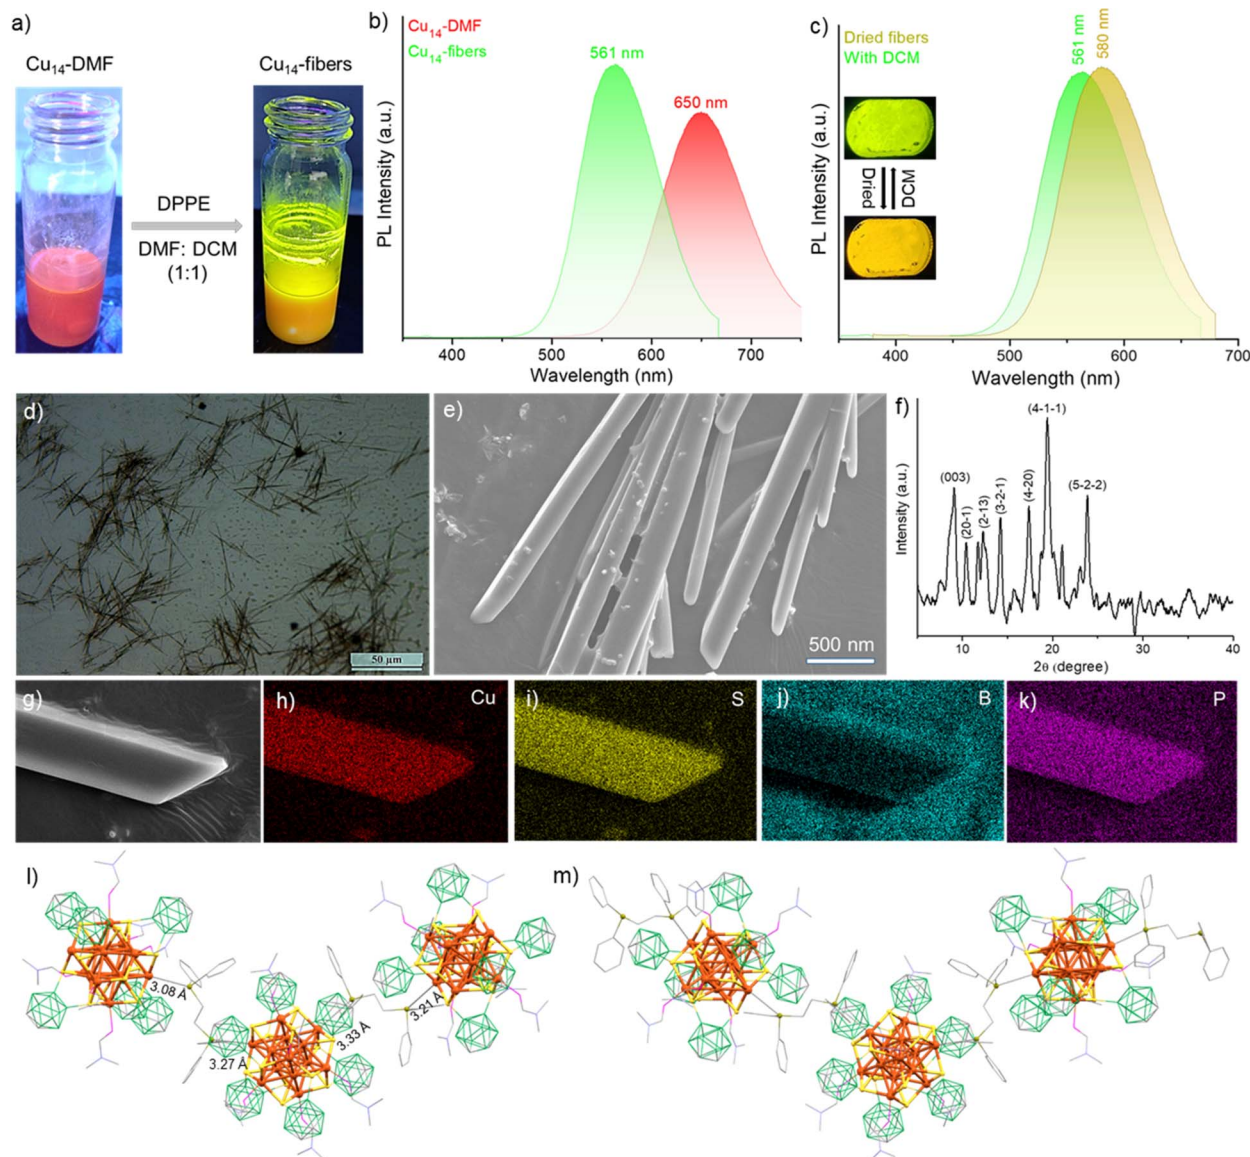 a)
Cu₁₄-DMF
Cu₁₄-fibers
DPPE
DMF: DCM
(1:1)
b)
Cu₁₄-DMF
Cu₁₄-fibers
561 nm
650 nm
PL Intensity (a.u.)
400
500
600
700
Wavelength (nm)
c)
Dried fibers
With DCM
561 nm
580 nm
Dried
DCM
PL Intensity (a.u.)
400
500
600
700
Wavelength (nm)
d)
50 µm
e)
500 nm
f)
(003)
(20-1)
(2-13)
(3-2-1)
(4-20)
(4-1-1)
(5-2-2)
Intensity (a.u.)
10
20
30
40
2θ (degree)
g)
h)
Cu
i)
S
j)
B
k)
P
l)
3.08 Å
3.27 Å
3.33 Å
3.21 Å
m)